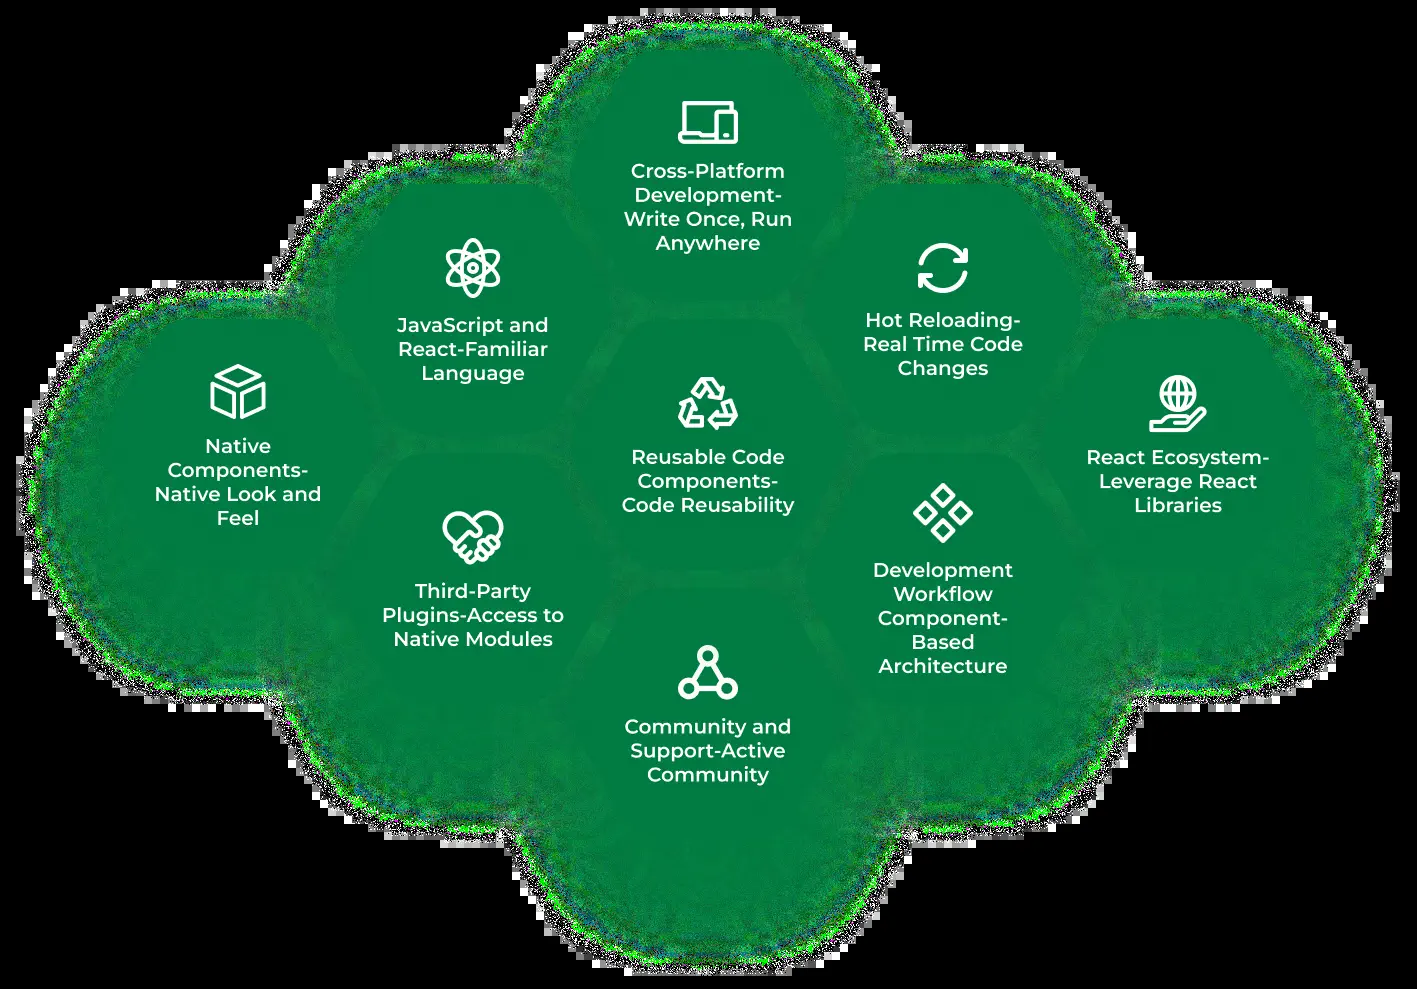 Cross-Platform
Development-
Write Once, Run
Anywhere
JavaScript and
React-Familiar
Language
Hot Reloading-
Real Time Code
Changes
Native
Components-
Native Look and
Feel
Reusable Code
Components-
Code Reusability
React Ecosystem-
Leverage React
Libraries
Third-Party
Plugins-Access to
Native Modules
Development
Workflow
Component-
Based
Architecture
Community and
Support-Active
Community